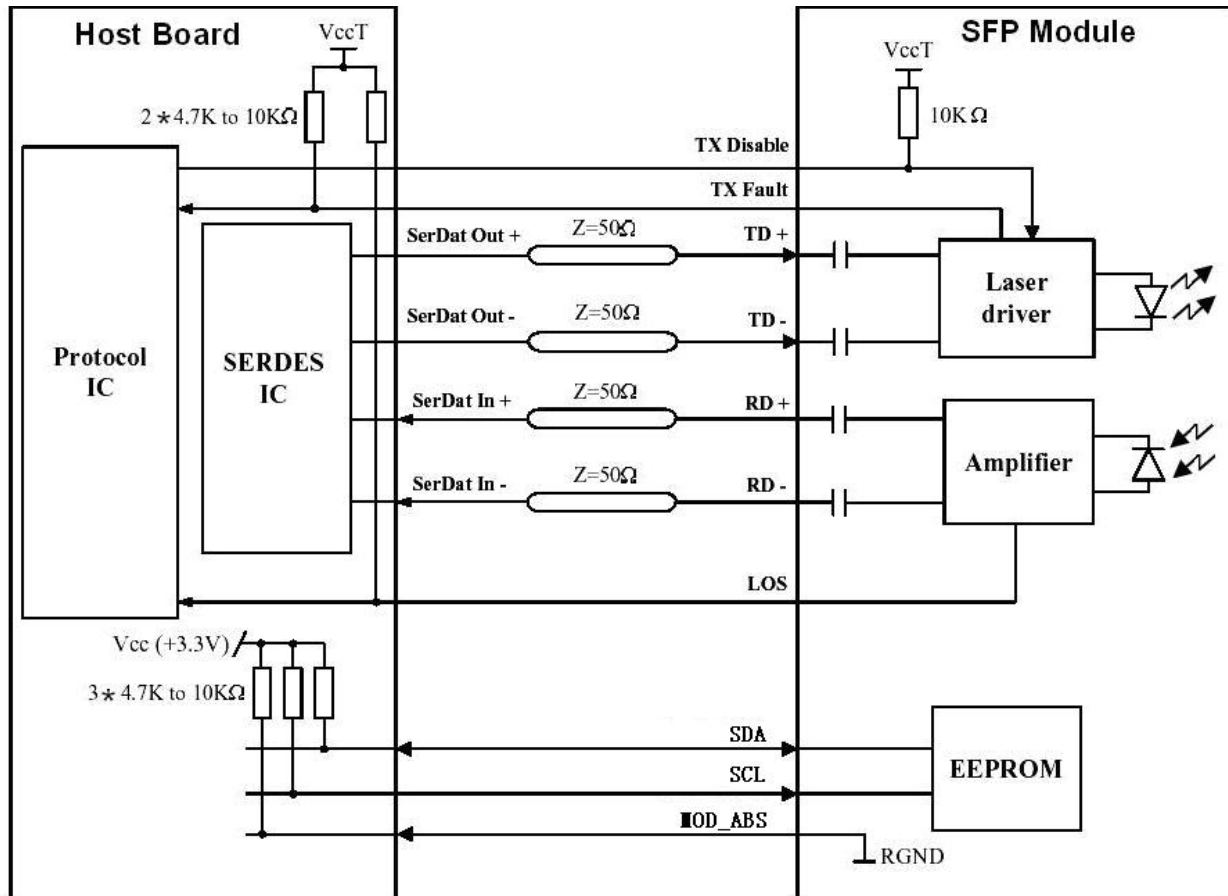 Host Board
SFP Module
VccT
VccT
2*4.7K to 10KΩ
10KΩ
TX Disable
TX Fault
SerDat Out +
Z=50Ω
TD +
SerDat Out -
Z=50Ω
TD -
Laser
driver
Protocol
IC
SERDES
IC
SerDat In +
Z=50Ω
RD +
SerDat In -
Z=50Ω
RD -
Amplifier
LOS
Vcc (+3.3V)
3*4.7K to 10KΩ
SDA
SCL
MOD_ABS
EEPROM
RGND